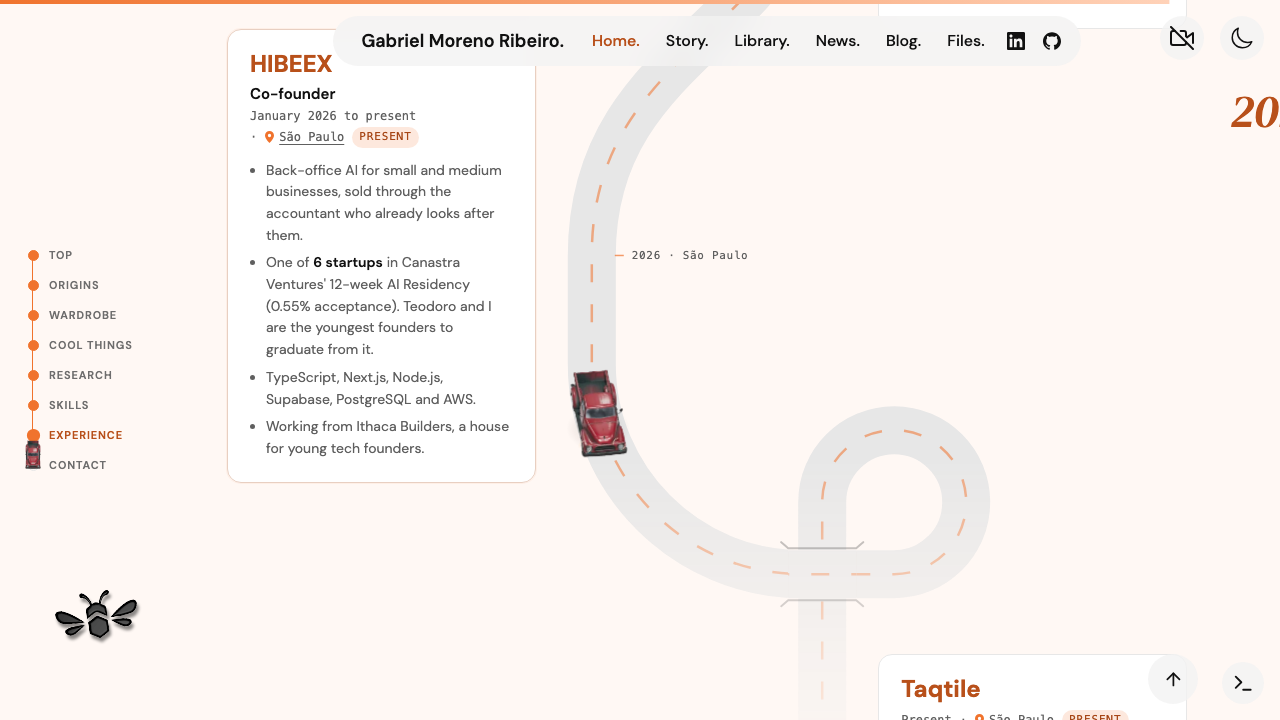 Gabriel Moreno Ribeiro.
Home.
Story.
Library.
News.
Blog.
Files.
HIBEEX
Co-founder
January 2026 to present
· São Paulo PRESENT
Back-office AI for small and medium
businesses, sold through the
accountant who already looks after
them.
One of 6 startups in Canastra
Ventures' 12-week AI Residency
(0.55% acceptance). Teodoro and I
are the youngest founders to
graduate from it.
TypeScript, Next.js, Node.js,
Supabase, PostgreSQL and AWS.
Working from Ithaca Builders, a house
for young tech founders.
TOP
ORIGINS
WARDROBE
COOL THINGS
RESEARCH
SKILLS
EXPERIENCE
CONTACT
2026 · São Paulo
Taqtile
Present · São Paulo PRESENT